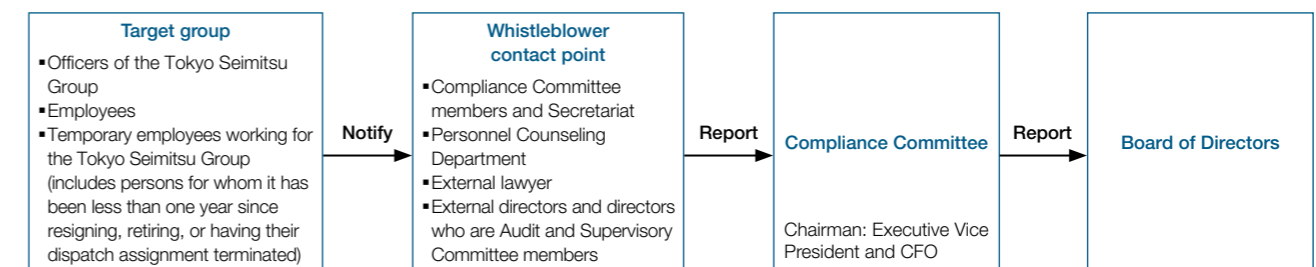 Target group
▪Officers of the Tokyo Seimitsu
Group
▪Employees
▪Temporary employees working for
the Tokyo Seimitsu Group
(includes persons for whom it has
been less than one year since
resigning, retiring, or having their
dispatch assignment terminated)
Notify
Whistleblower
contact point
▪Compliance Committee
members and Secretariat
▪Personnel Counseling
Department
▪External lawyer
▪External directors and directors
who are Audit and Supervisory
Committee members
Report
Compliance Committee
Chairman: Executive Vice
President and CFO
Report
Board of Directors